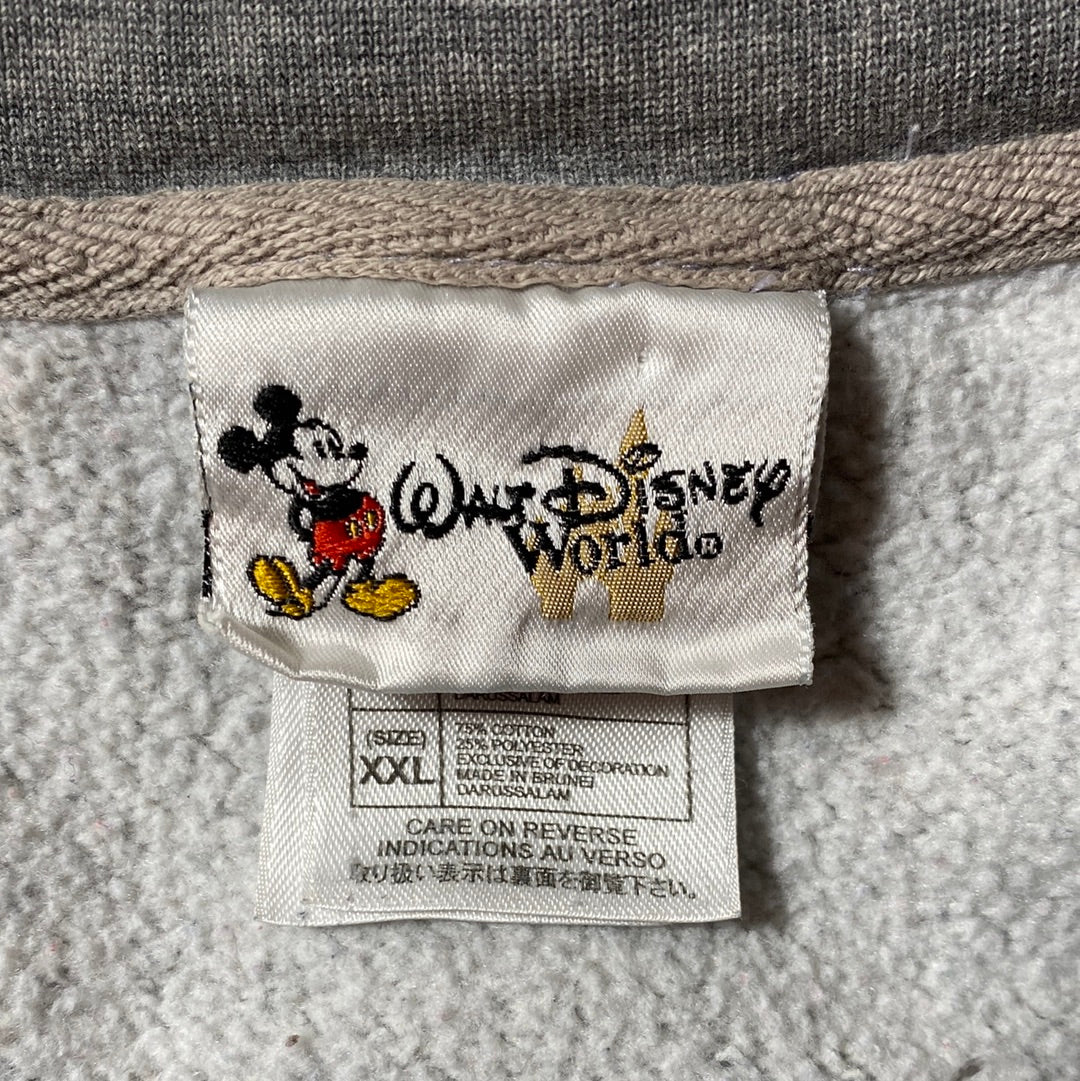 WALT DISNEY
World®
DARUSSALAM
(SIZE)
XXL
75% COTTON
25% POLYESTER
EXCLUSIVE OF DECORATION
MADE IN BRUNEI
DARUSSALAM
CARE ON REVERSE
INDICATIONS AU VERSO
取り扱い表示は裏面を御覧下さい。